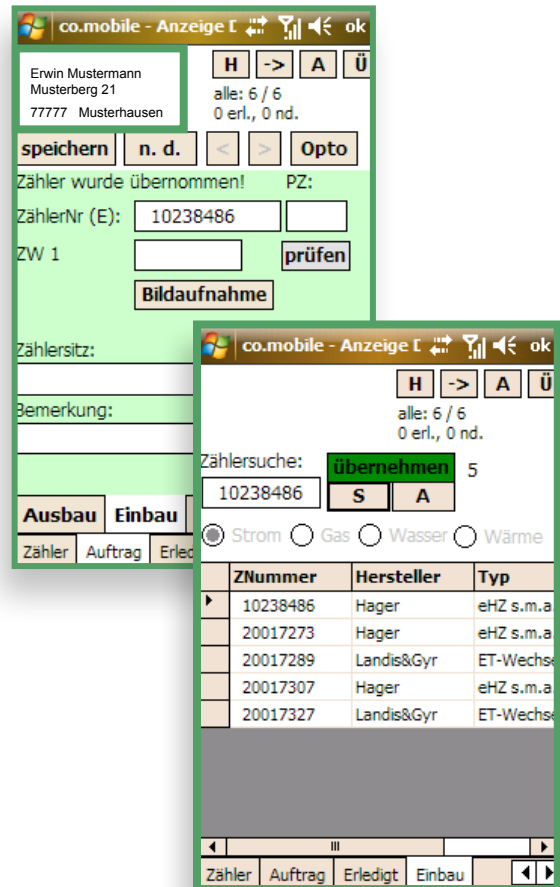 co.mobile - Anzeige D ok
Erwin Mustermann
Musterberg 21
77777 Musterhausen
H -> A Ü
alle: 6 / 6
0 erl., 0 nd.
speichern n. d. < > Opto
Zähler wurde übernommen! PZ:
ZählerNr (E): 10238486
ZW 1 prüfen
Bildaufnahme
Zählersitz:
Bemerkung:
Ausbau Einbau
Zähler Auftrag
co.mobile - Anzeige D ok
H -> A Ü
alle: 6 / 6
0 erl., 0 nd.
Zählersuche: übernehmen 5
10238486 S A
Strom Gas Wasser Wärme
ZNummer Hersteller Typ
10238486 Hager eHZ s.m.a.
20017273 Hager eHZ s.m.a.
20017289 Landis&Gyr ET-Wechse
20017307 Hager eHZ s.m.a.
20017327 Landis&Gyr ET-Wechse
Zähler Auftrag Erledigt Einbau